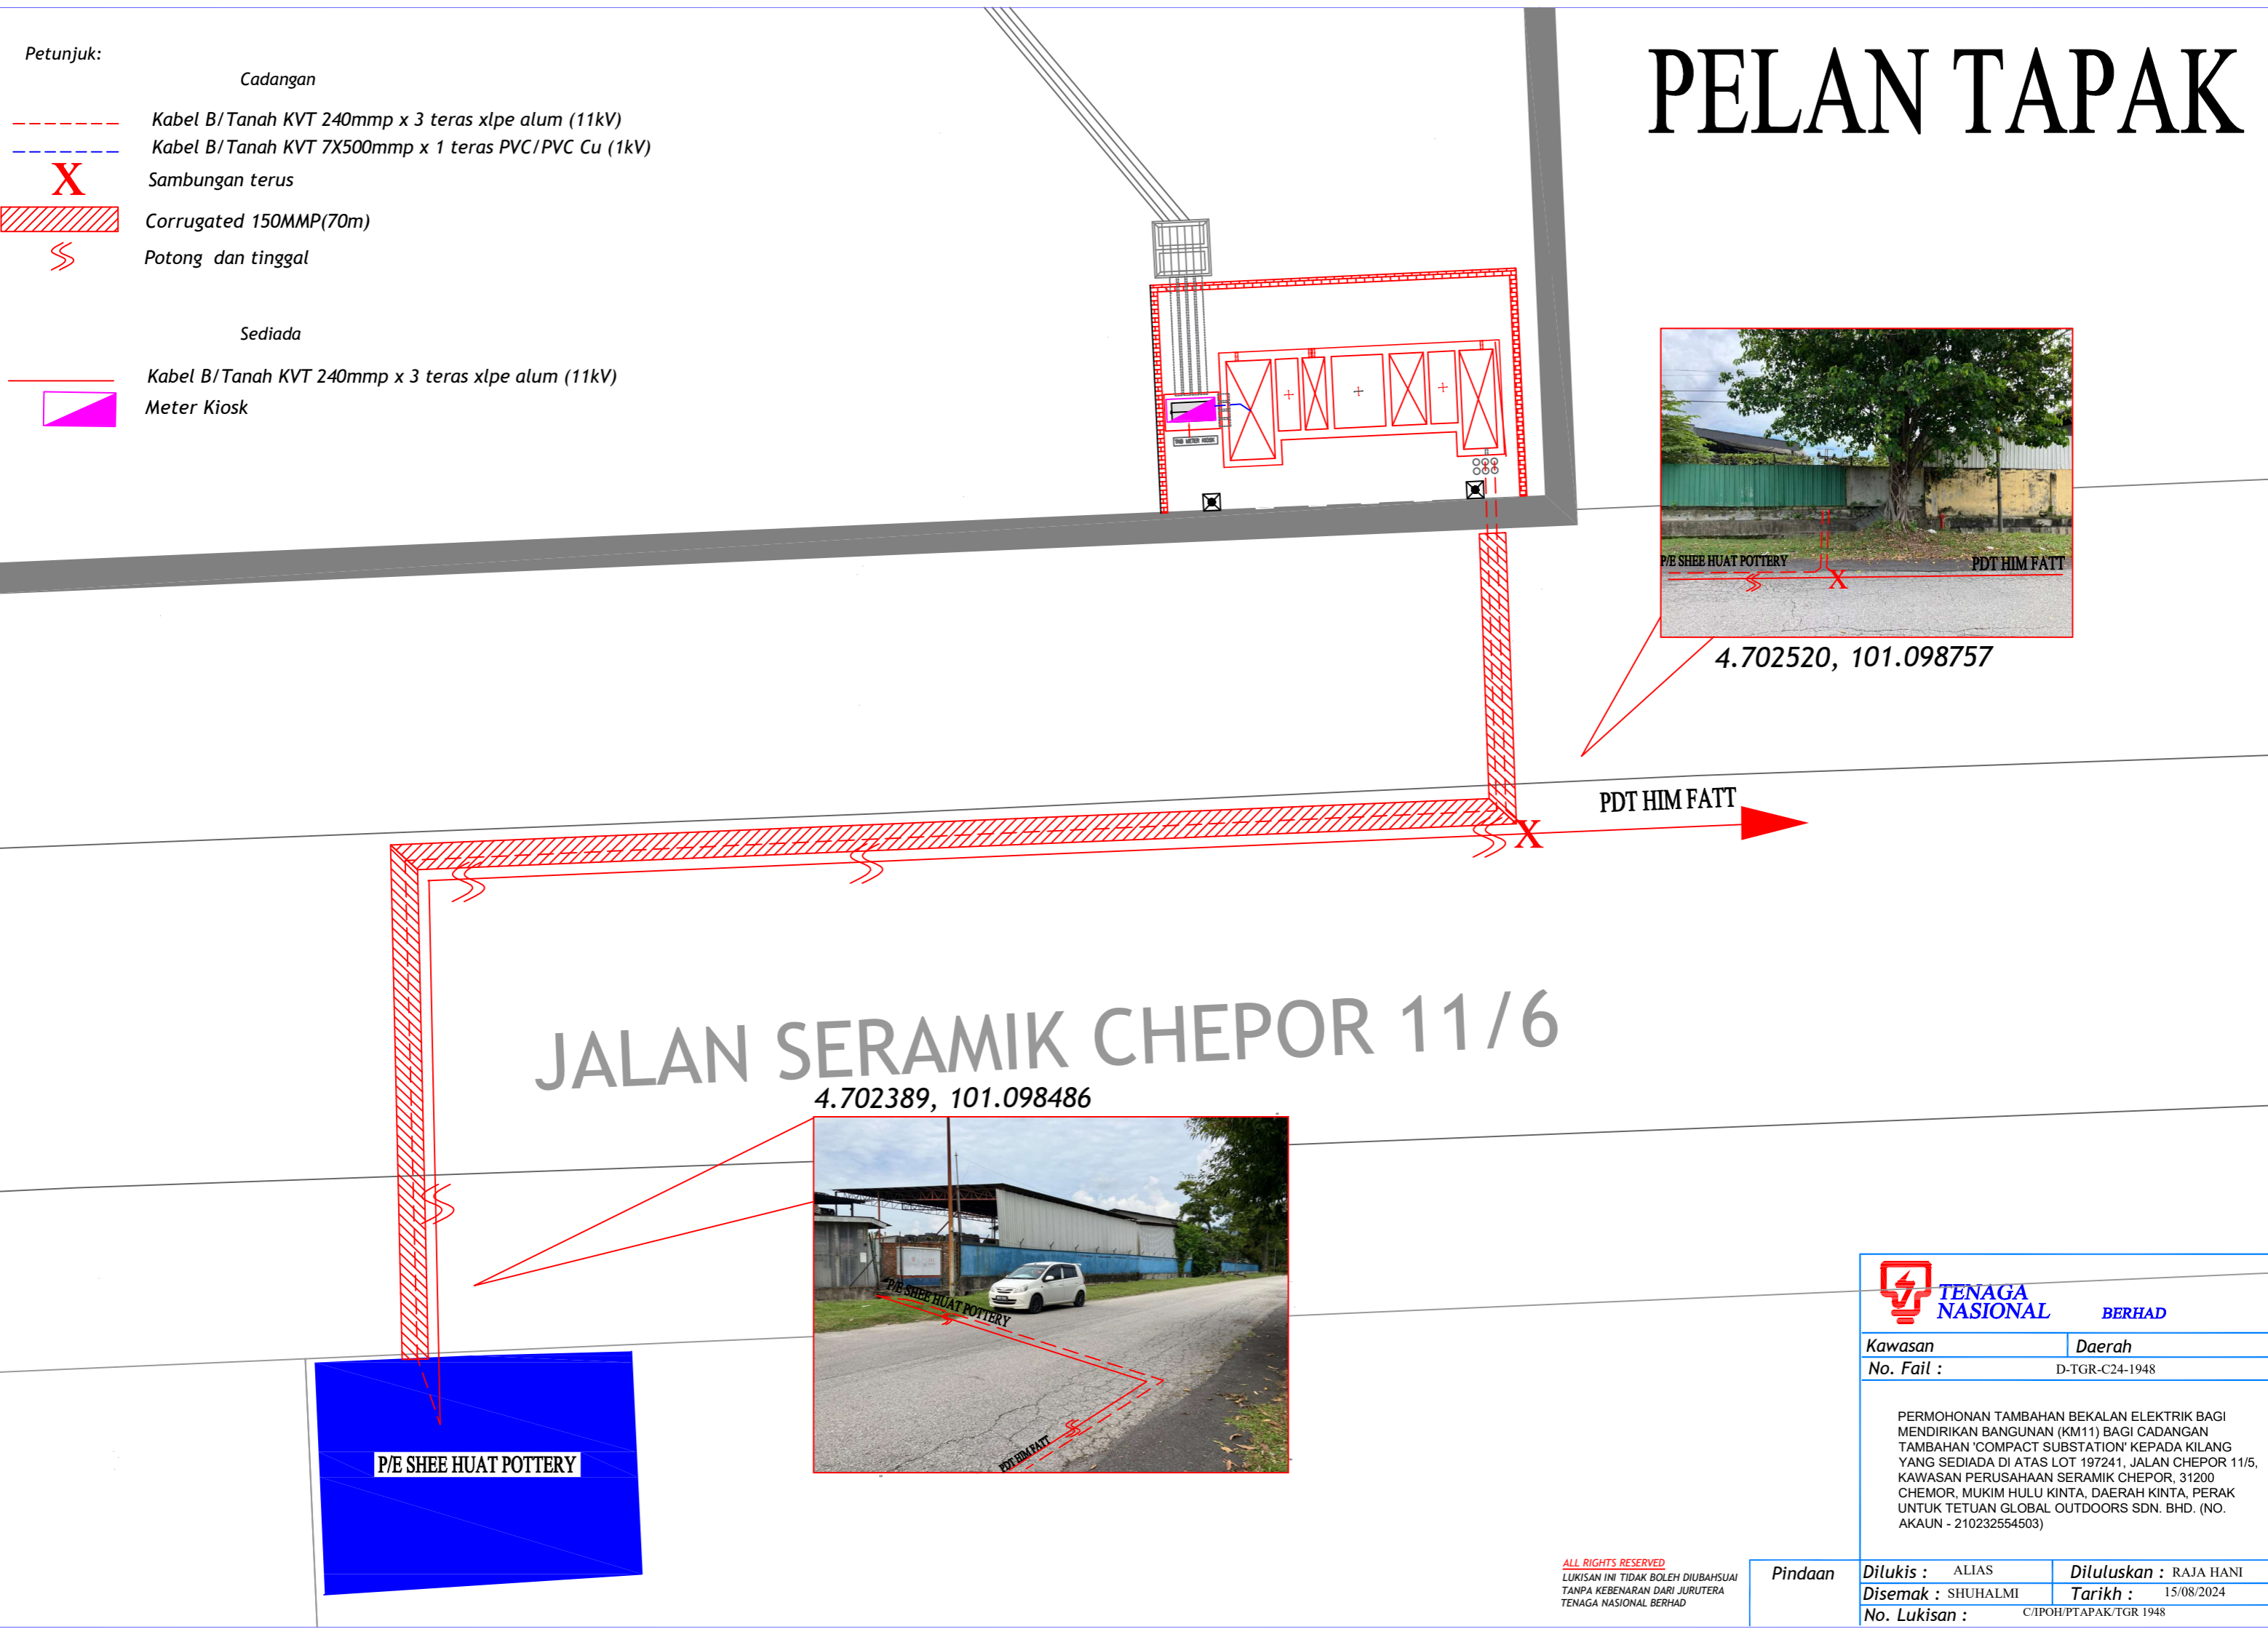 PELAN TAPAK
Petunjuk:
Cadangan
Kabel B/Tanah KVT 240mmp x 3 teras xlpe alum (11kV)
Kabel B/Tanah KVT 7X500mmp x 1 teras PVC/PVC Cu (1kV)
X
Sambungan terus
Corrugated 150MMP(70m)
Potong dan tinggal
Sediada
Kabel B/Tanah KVT 240mmp x 3 teras xlpe alum (11kV)
Meter Kiosk
TNB METER KIOSK
P/E SHEE HUAT POTTERY
PDT HIM FATT
X
4.702520, 101.098757
PDT HIM FATT
X
JALAN SERAMIK CHEPOR 11/6
4.702389, 101.098486
P/E SHEE HUAT POTTERY
PDT HIM FATT
P/E SHEE HUAT POTTERY
TENAGA
NASIONAL BERHAD
Kawasan Daerah
No. Fail : D-TGR-C24-1948
PERMOHONAN TAMBAHAN BEKALAN ELEKTRIK BAGI
MENDIRIKAN BANGUNAN (KM11) BAGI CADANGAN
TAMBAHAN 'COMPACT SUBSTATION' KEPADA KILANG
YANG SEDIADA DI ATAS LOT 197241, JALAN CHEPOR 11/5,
KAWASAN PERUSAHAAN SERAMIK CHEPOR, 31200
CHEMOR, MUKIM HULU KINTA, DAERAH KINTA, PERAK
UNTUK TETUAN GLOBAL OUTDOORS SDN. BHD. (NO.
AKAUN - 210232554503)
ALL RIGHTS RESERVED
LUKISAN INI TIDAK BOLEH DIUBAHSUAI
TANPA KEBENARAN DARI JURUTERA
TENAGA NASIONAL BERHAD
Pindaan
Dilukis : ALIAS Diluluskan : RAJA HANI
Disemak : SHUHALMI Tarikh : 15/08/2024
No. Lukisan : C/IPOH/PTAPAK/TGR 1948